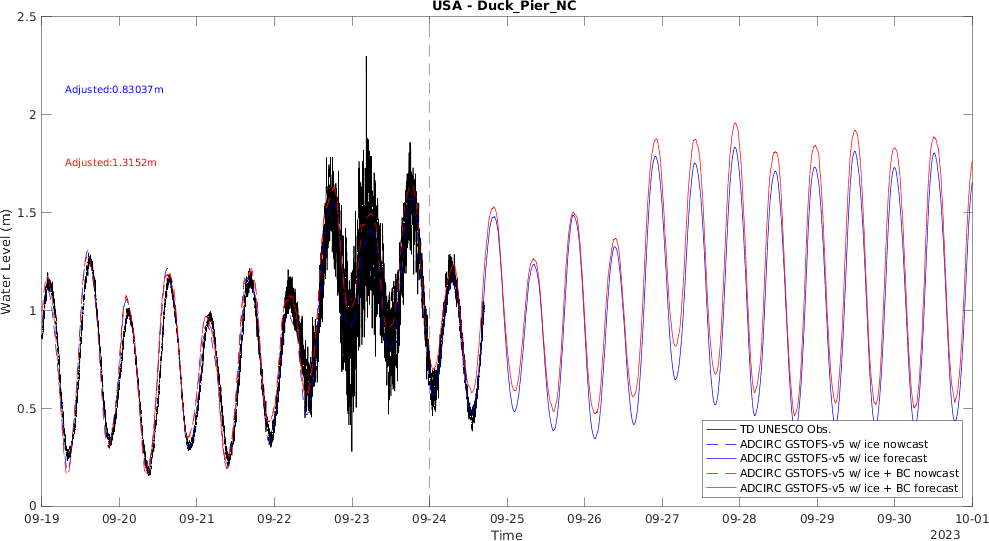 USA - Duck_Pier_NC
2.5
2
1.5
1
0.5
0
Water Level (m)
Adjusted:0.83037m
Adjusted:1.3152m
TD UNESCO Obs.
ADCIRC GSTOFS-v5 w/ ice nowcast
ADCIRC GSTOFS-v5 w/ ice forecast
ADCIRC GSTOFS-v5 w/ ice + BC nowcast
ADCIRC GSTOFS-v5 w/ ice + BC forecast
09-19 09-20 09-21 09-22 09-23 09-24 09-25 09-26 09-27 09-28 09-29 09-30 10-01
Time
2023